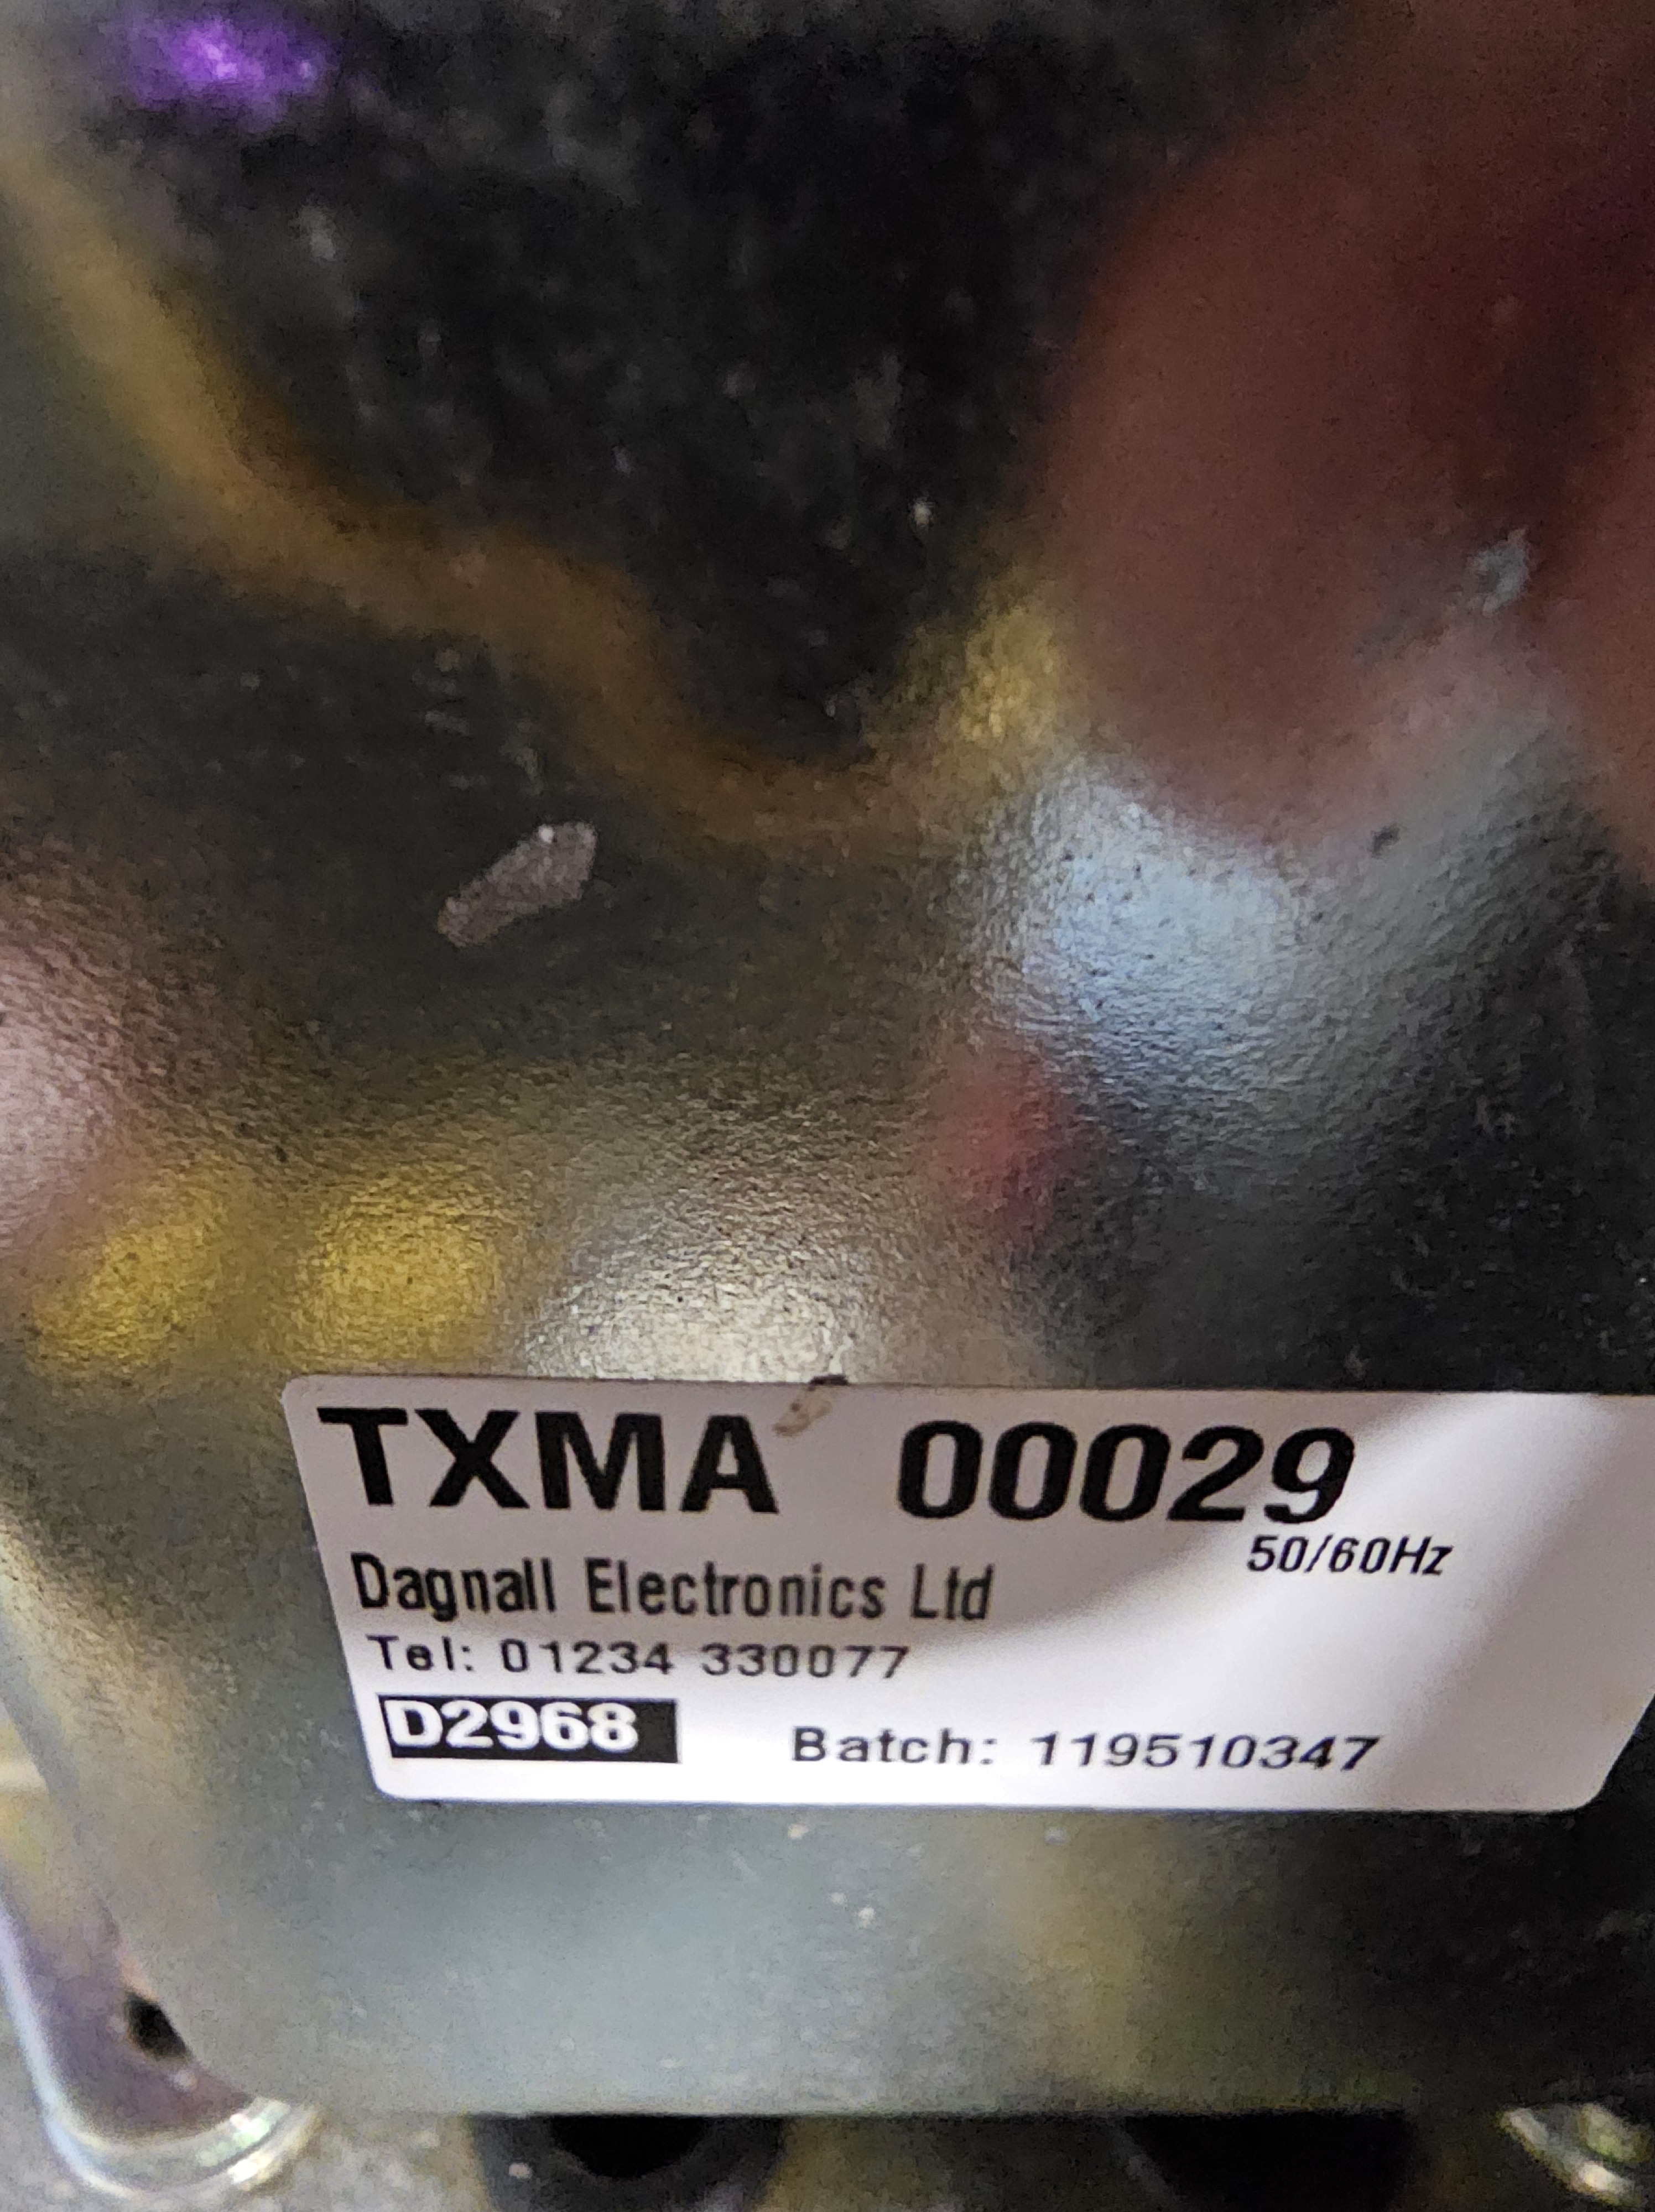 TXMA 00029
50/60Hz
Dagnall Electronics Ltd
Tel: 01234 330077
D2968 Batch: 119510347